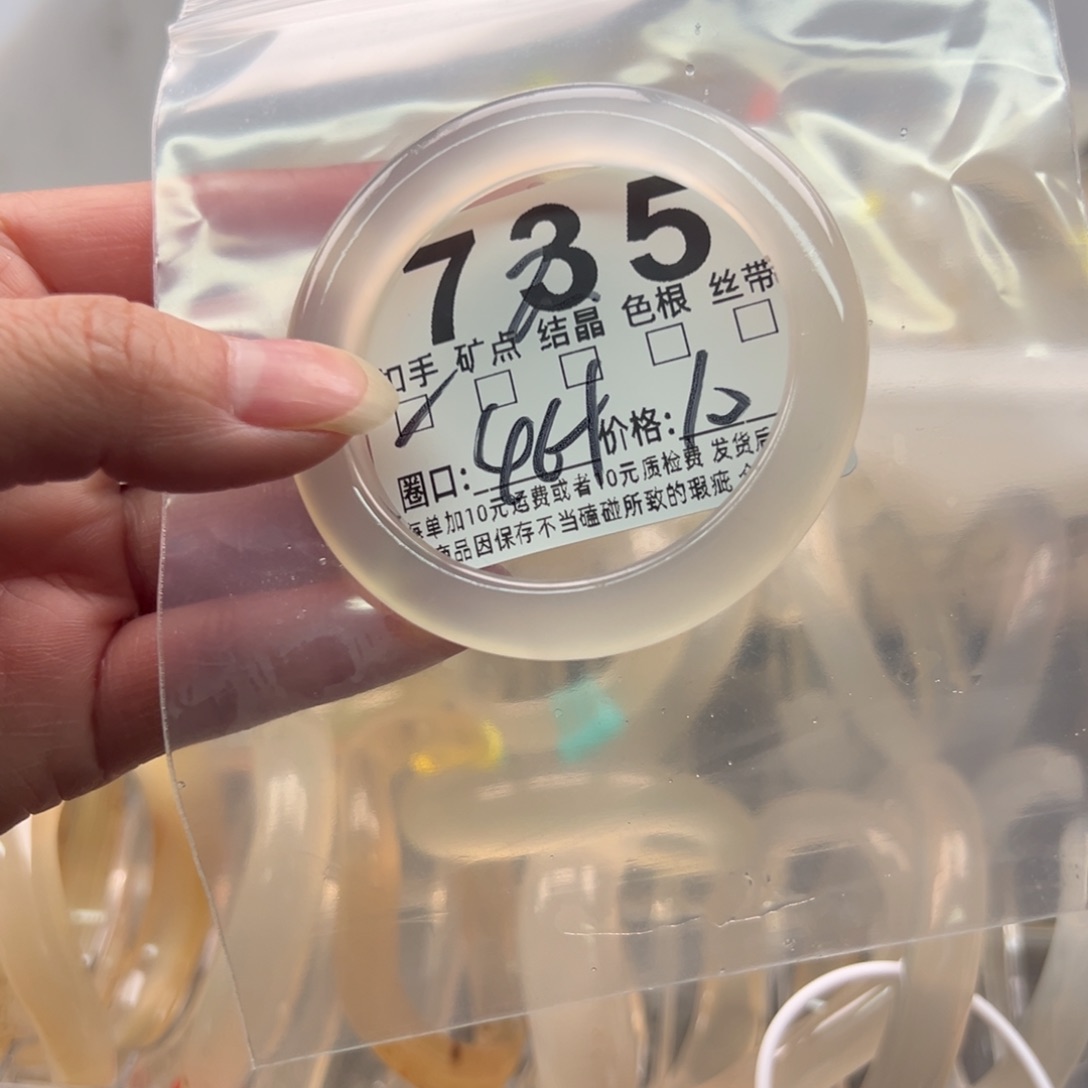 735
扣手 矿点 结晶 色根 丝带
圈口: 价格:
每单加10元运费或者10元质检费 发货后
商品因保存不当磕碰所致的瑕疵